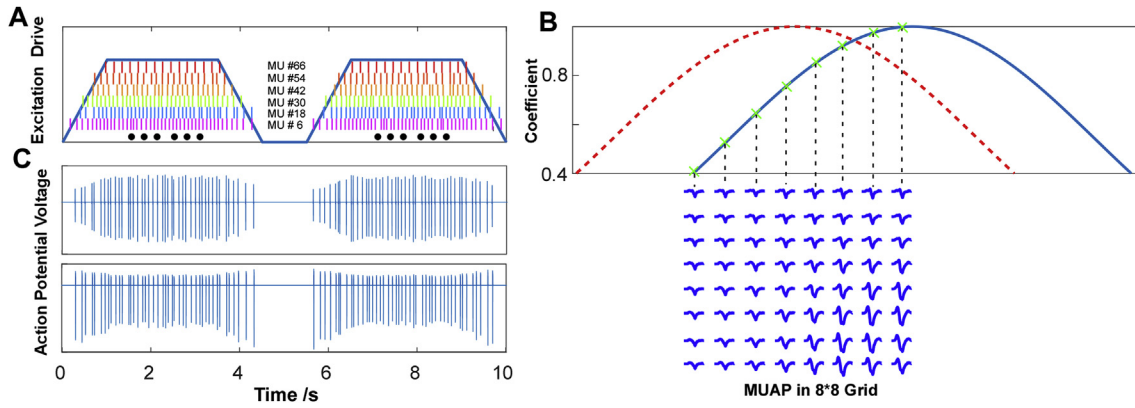 A
Excitation Drive
MU #66
MU #54
MU #42
MU #30
MU #18
MU # 6
C
Action Potential Voltage
0
2
4
6
8
10
Time /s
B
Coefficient
0.8
0.4
MUAP in 8*8 Grid